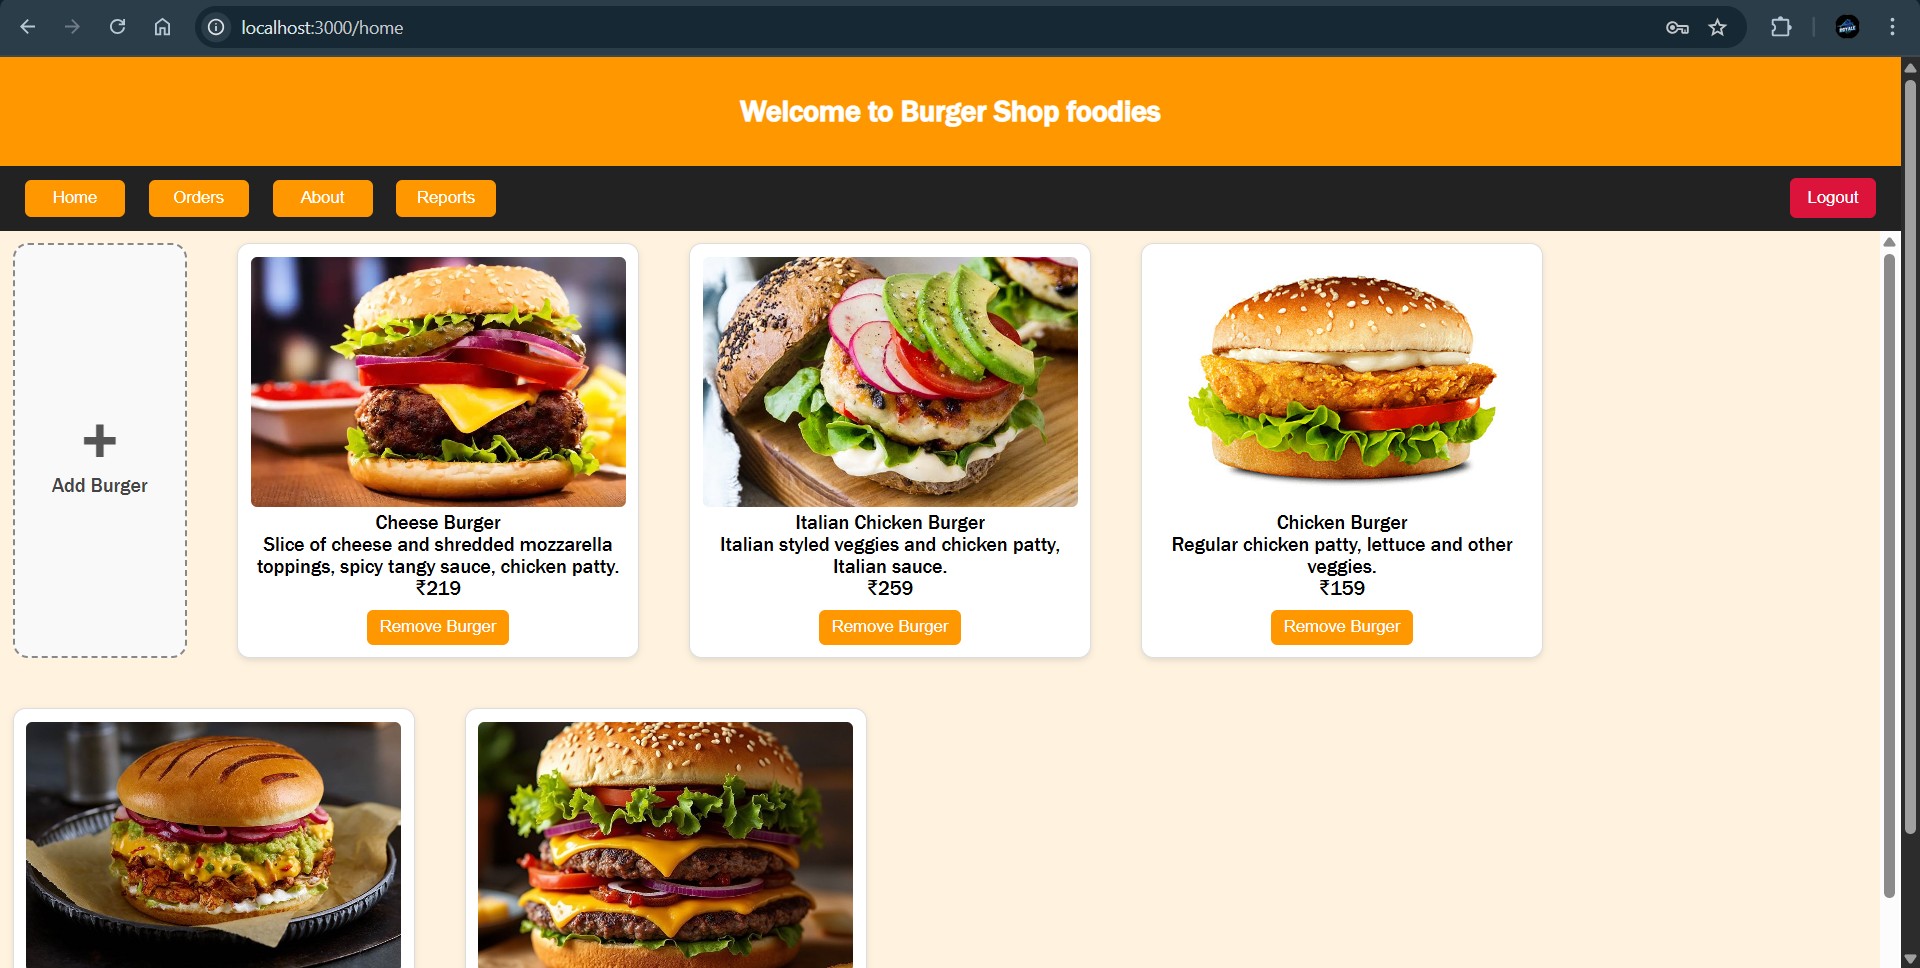 localhost:3000/home
Welcome to Burger Shop foodies
Home
Orders
About
Reports
Logout
Add Burger
Cheese Burger
Slice of cheese and shredded mozzarella
toppings, spicy tangy sauce, chicken patty.
₹219
Remove Burger
Italian Chicken Burger
Italian styled veggies and chicken patty,
Italian sauce.
₹259
Remove Burger
Chicken Burger
Regular chicken patty, lettuce and other
veggies.
₹159
Remove Burger